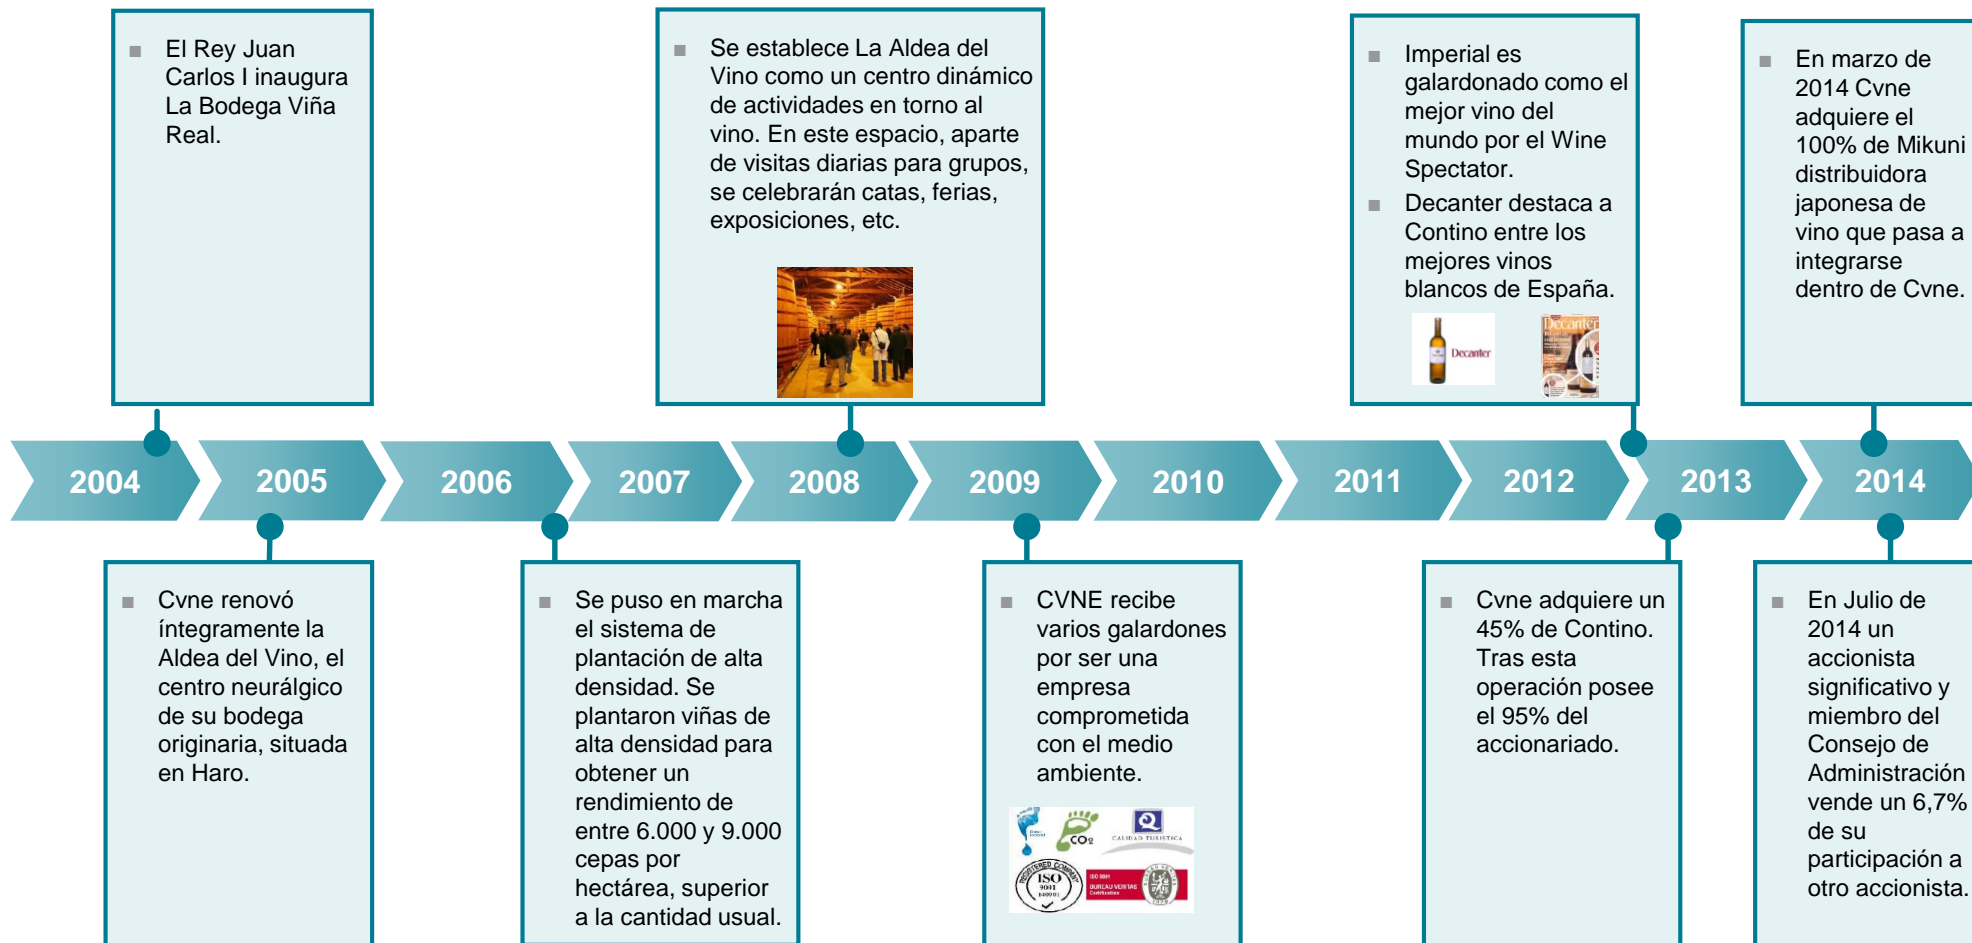 El Rey Juan
Carlos I inaugura
La Bodega Viña
Real.
Se establece La Aldea del
Vino como un centro dinámico
de actividades en torno al
vino. En este espacio, aparte
de visitas diarias para grupos,
se celebrarán catas, ferias,
exposiciones, etc.
Imperial es
galardonado como el
mejor vino del
mundo por el Wine
Spectator.
Decanter destaca a
Contino entre los
mejores vinos
blancos de España.
Decanter
Decanter
En marzo de
2014 Cvne
adquiere el
100% de Mikuni
distribuidora
japonesa de
vino que pasa a
integrarse
dentro de Cvne.
2004
2005
2006
2007
2008
2009
2010
2011
2012
2013
2014
Cvne renovó
íntegramente la
Aldea del Vino, el
centro neurálgico
de su bodega
originaria, situada
en Haro.
Se puso en marcha
el sistema de
plantación de alta
densidad. Se
plantaron viñas de
alta densidad para
obtener un
rendimiento de
entre 6.000 y 9.000
cepas por
hectárea, superior
a la cantidad usual.
CVNE recibe
varios galardones
por ser una
empresa
comprometida
con el medio
ambiente.
CO2
Q
CALIDAD TURISTICA
REGISTERED COMPANY
ISO
9001
ISO 9001
BUREAU VERITAS
Certification
Cvne adquiere un
45% de Contino.
Tras esta
operación posee
el 95% del
accionariado.
En Julio de
2014 un
accionista
significativo y
miembro del
Consejo de
Administración
vende un 6,7%
de su
participación a
otro accionista.